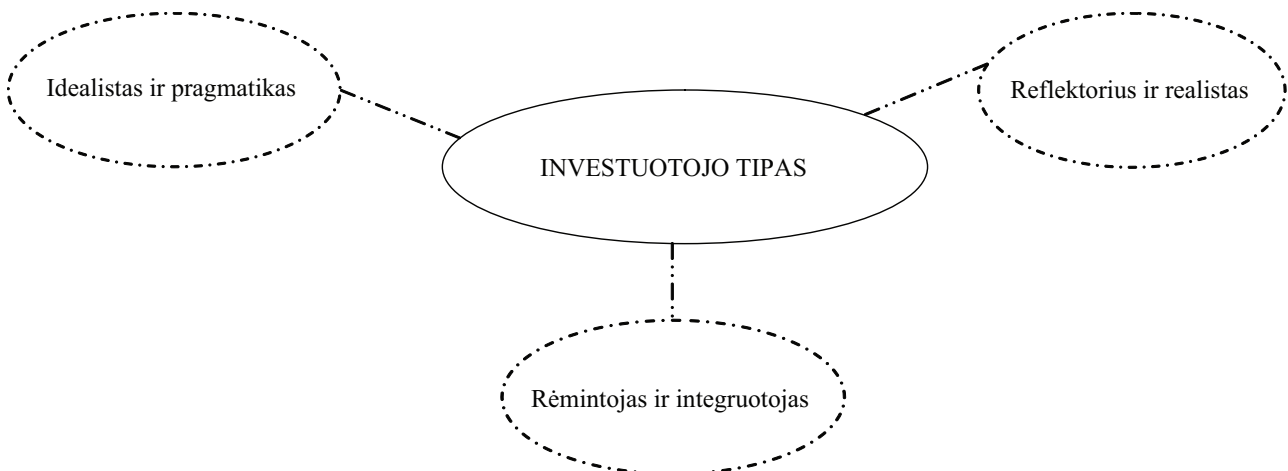 Idealistas ir pragmatikas
Reflektorius ir realistas
INVESTUOTOJO TIPAS
Rėmintojas ir integruotojas